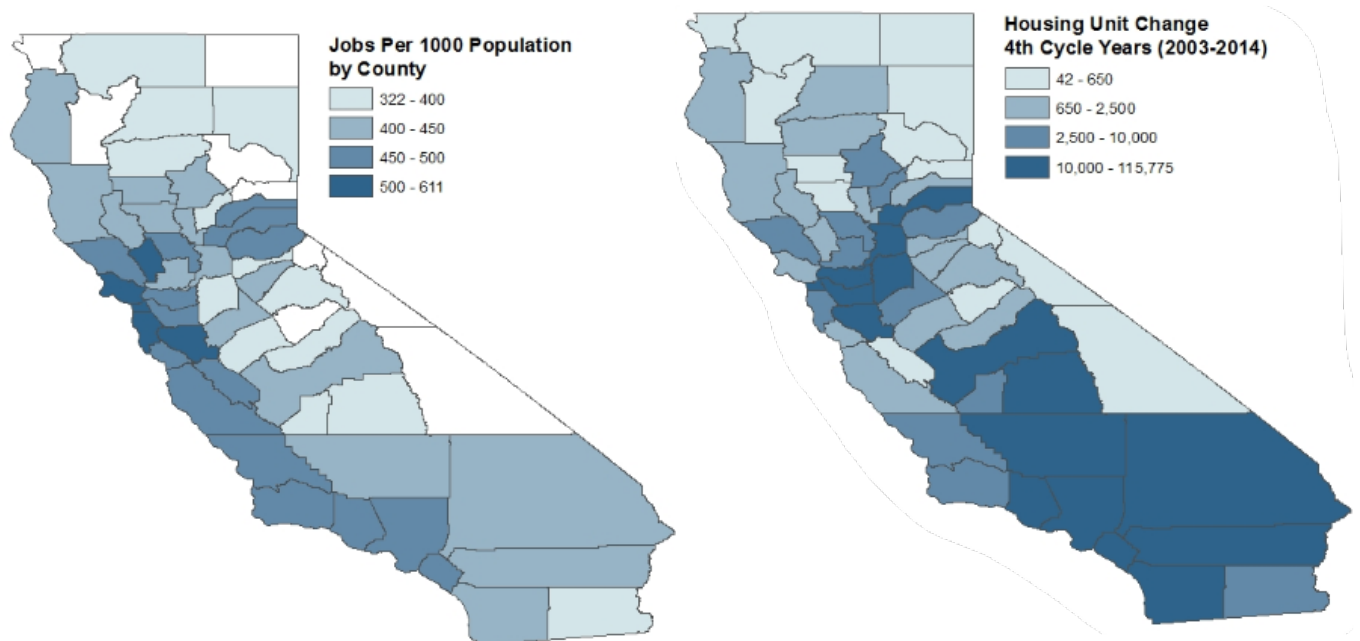 Jobs Per 1000 Population
by County
322 - 400
400 - 450
450 - 500
500 - 611
Housing Unit Change
4th Cycle Years (2003-2014)
42 - 650
650 - 2,500
2,500 - 10,000
10,000 - 115,775